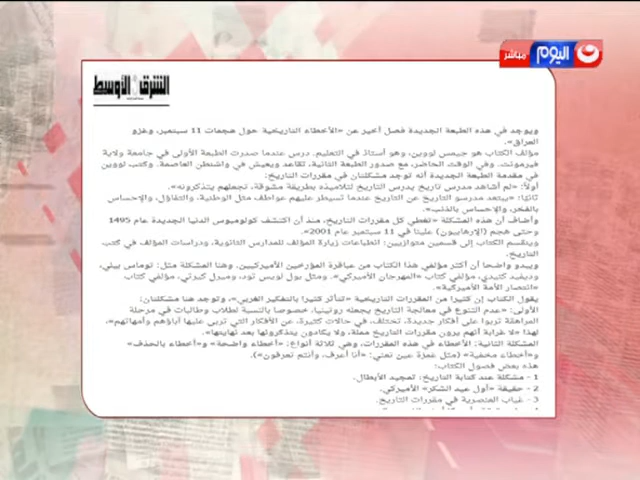 اليوم
مباشر
الشرق الأوسط
ويوجد في هذه الطبعة الجديدة فصل أخير عن «الأخطاء التاريخية حول هجمات 11 سبتمبر، وغزو
العراق».
مؤلف الكتاب هو جيمس لووين، وهو أستاذ في التعليم. درس عندما صدرت الطبعة الأولى في جامعة ولاية
فيرمونت. وفي الوقت الحاضر، مع صدور الطبعة الثانية، تقاعد ويعيش في واشنطن العاصمة. وكتب لووين
في مقدمة الطبعة الجديدة أنه توجد مشكلتان في مقررات التاريخ:
أولاً: «لم أشاهد مدرس تاريخ يدرس التاريخ لتلاميذه بطريقة مشوقة، تجعلهم يتذكرونه».
ثانيا: «يبتعد مدرسو التاريخ عن التاريخ عندما تسيطر عليهم عواطف مثل الوطنية، والتفاؤل، والإحساس
بالفخر، والإحساس بالذنب».
وأضاف أن هذه المشكلة «تغطي كل مقررات التاريخ، منذ أن اكتشف كولومبوس الدنيا الجديدة عام 1495
وحتى هجم (الإرهابيون) علينا في 11 سبتمبر عام 2001».
وينقسم الكتاب إلى قسمين متوازيين: انطباعات زيارة المؤلف للمدارس الثانوية، ودراسات المؤلف في كتب
التاريخ.
ويبدو واضحا أن أكثر مؤلفي هذا الكتاب من عباقرة المؤرخين الأميركيين. وهنا المشكلة مثل: توماس بيلي،
وديفيد كنيدي، مؤلفي كتاب «المهرجان الأميركي». ومثل بول لويس تود، وميرل كيرتي، مؤلفي كتاب
«انتصار الأمة الأميركية».
يقول الكتاب إن كثيرا من المقررات التاريخية «تتأثر كثيرا بالتفكير الغربي»، وتوجد هنا مشكلتان:
الأولى: «عدم التنوع في معالجة التاريخ يجعله روتينيا، خصوصا بالنسبة لطلاب وطالبات في مرحلة
المراهقة تربوا على أفكار جديدة، تختلف، في حالات كثيرة، عن الأفكار التي تربى عليها آباؤهم وأمهاتهم»،
لهذا «لا غرابة أنهم يرون مقررات التاريخ مملة، ولا يكادون يتذكرونها بعد نهايتها».
المشكلة الثانية: الأخطاء في هذه المقررات، وهي ثلاثة أنواع: «أخطاء واضحة» و«أخطاء بالحذف»
و«أخطاء مخفية» (مثل غمزة عين تعني: «أنا أعرف، وأنتم تعرفون»).
هذه بعض فصول الكتاب:
1 - مشكلة عند كتابة التاريخ: تمجيد الأبطال.
2 - حقيقة «أول عيد الشكر» الأميركي.
3 - غياب العنصرية في مقررات التاريخ.